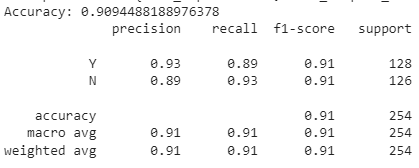 Accuracy: 0.9094488188976378
precision recall f1-score support
Y 0.93 0.89 0.91 128
N 0.89 0.93 0.91 126
accuracy 0.91 254
macro avg 0.91 0.91 0.91 254
weighted avg 0.91 0.91 0.91 254